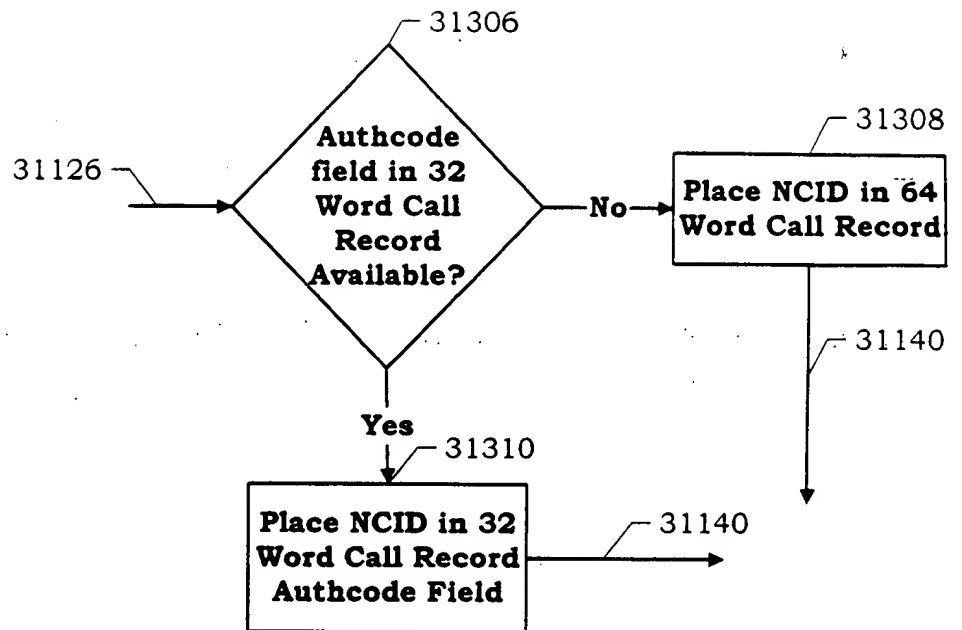 31306
Authcode
field in 32
Word Call
Record
Available?
31126
No
31308
Place NCID in 64
Word Call Record
31140
Yes
31310
Place NCID in 32
Word Call Record
Authcode Field
31140